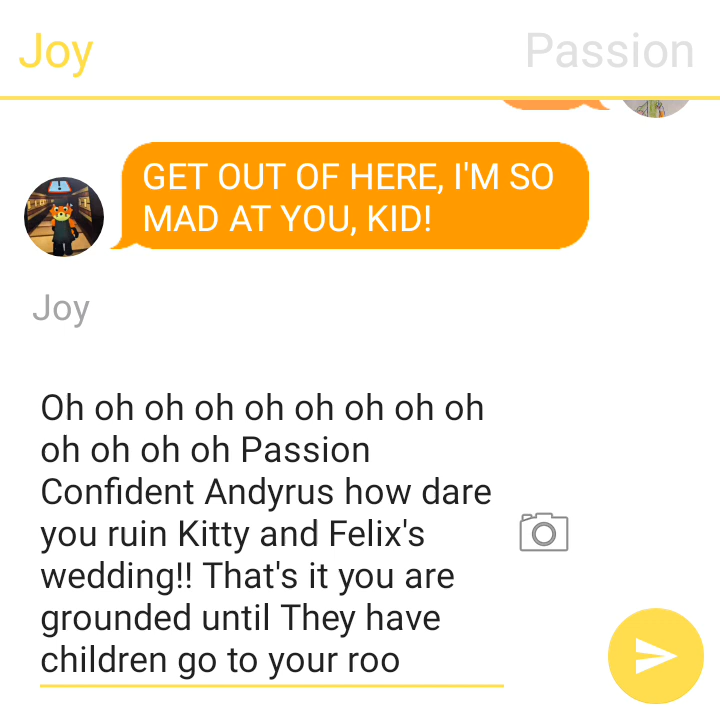 Joy
Passion
GET OUT OF HERE, I'M SO
MAD AT YOU, KID!
Joy
Oh oh oh oh oh oh oh oh oh
oh oh oh oh Passion
Confident Andyrus how dare
you ruin Kitty and Felix's
wedding!! That's it you are
grounded until They have
children go to your roo